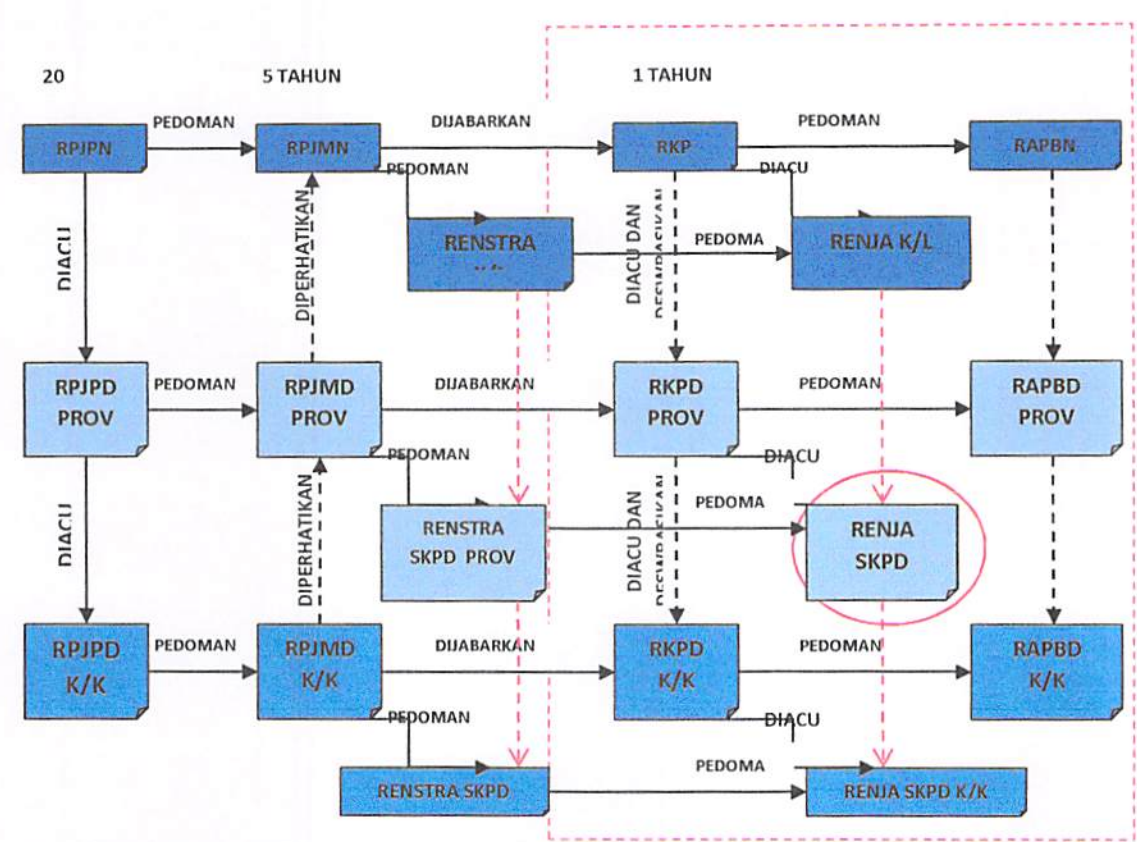 20
5 TAHUN
1 TAHUN
PEDOMAN
DIJABARKAN
PEDOMAN
RPJPN
RPJMN
RKP
RAPBN
PEDOMAN
DIACU
DIACU
DIPERHATIKAN
RENSTRA
DIACU DAN
PEDOMA
RENJA K/L
RPJPD
PROV
PEDOMAN
RPJMD
PROV
DIJABARKAN
RKPD
PROV
PEDOMAN
RAPBD
PROV
PEDOMAN
DIACU
DIACU
DIPERHATIKAN
RENSTRA
SKPD PROV
DIACU DAN
PEDOMA
RENJA
SKPD
RPJPD
K/K
PEDOMAN
RPJMD
K/K
DIJABARKAN
RKPD
K/K
PEDOMAN
RAPBD
K/K
PEDOMAN
DIACU
RENSTRA SKPD
PEDOMA
RENJA SKPD K/K